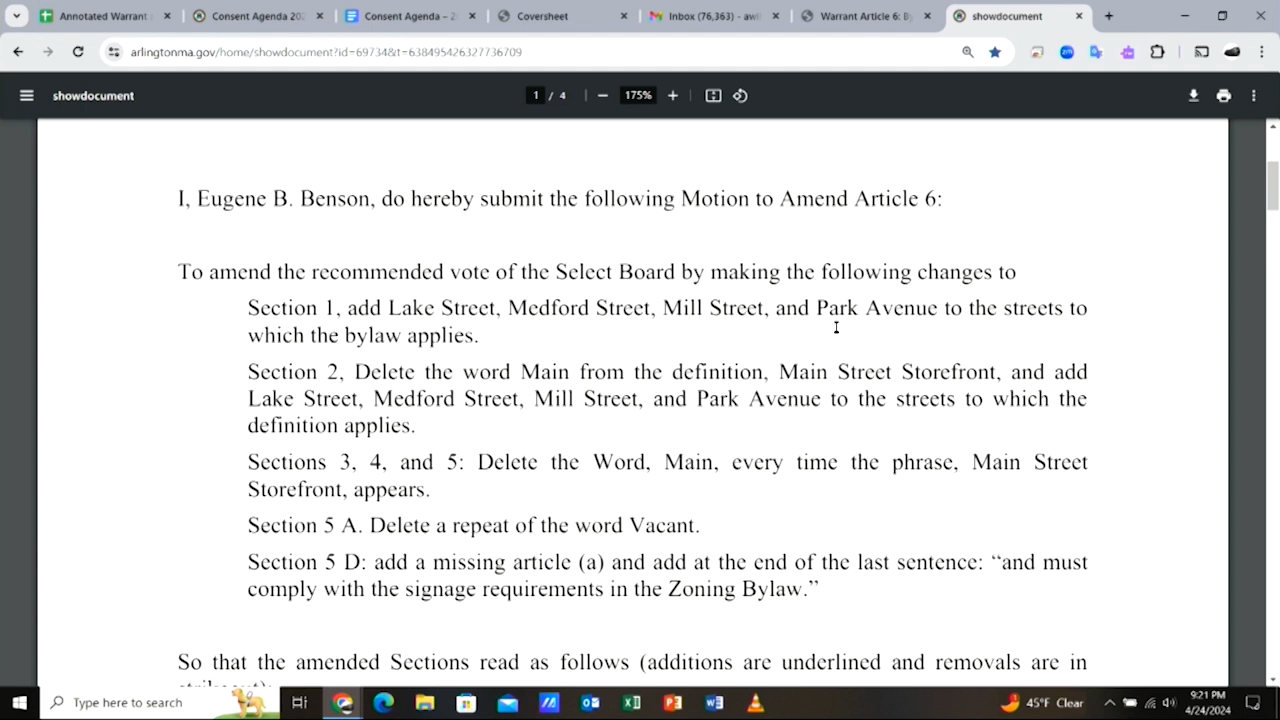 Annotated Warrant
Consent Agenda 202
Consent Agenda – 2
Coversheet
Inbox (76,363) - awf
Warrant Article 6: By
showdocument
arlingtonma.gov/home/showdocument?id=69734&t=638495426327736709
showdocument
1 / 4
175%
I, Eugene B. Benson, do hereby submit the following Motion to Amend Article 6:
To amend the recommended vote of the Select Board by making the following changes to
Section 1, add Lake Street, Medford Street, Mill Street, and Park Avenue to the streets to
which the bylaw applies.
Section 2, Delete the word Main from the definition, Main Street Storefront, and add
Lake Street, Medford Street, Mill Street, and Park Avenue to the streets to which the
definition applies.
Sections 3, 4, and 5: Delete the Word, Main, every time the phrase, Main Street
Storefront, appears.
Section 5 A. Delete a repeat of the word Vacant.
Section 5 D: add a missing article (a) and add at the end of the last sentence: “and must
comply with the signage requirements in the Zoning Bylaw.”
So that the amended Sections read as follows (additions are underlined and removals are in
strikeout):
Type here to search
45°F Clear
9:21 PM
4/24/2024